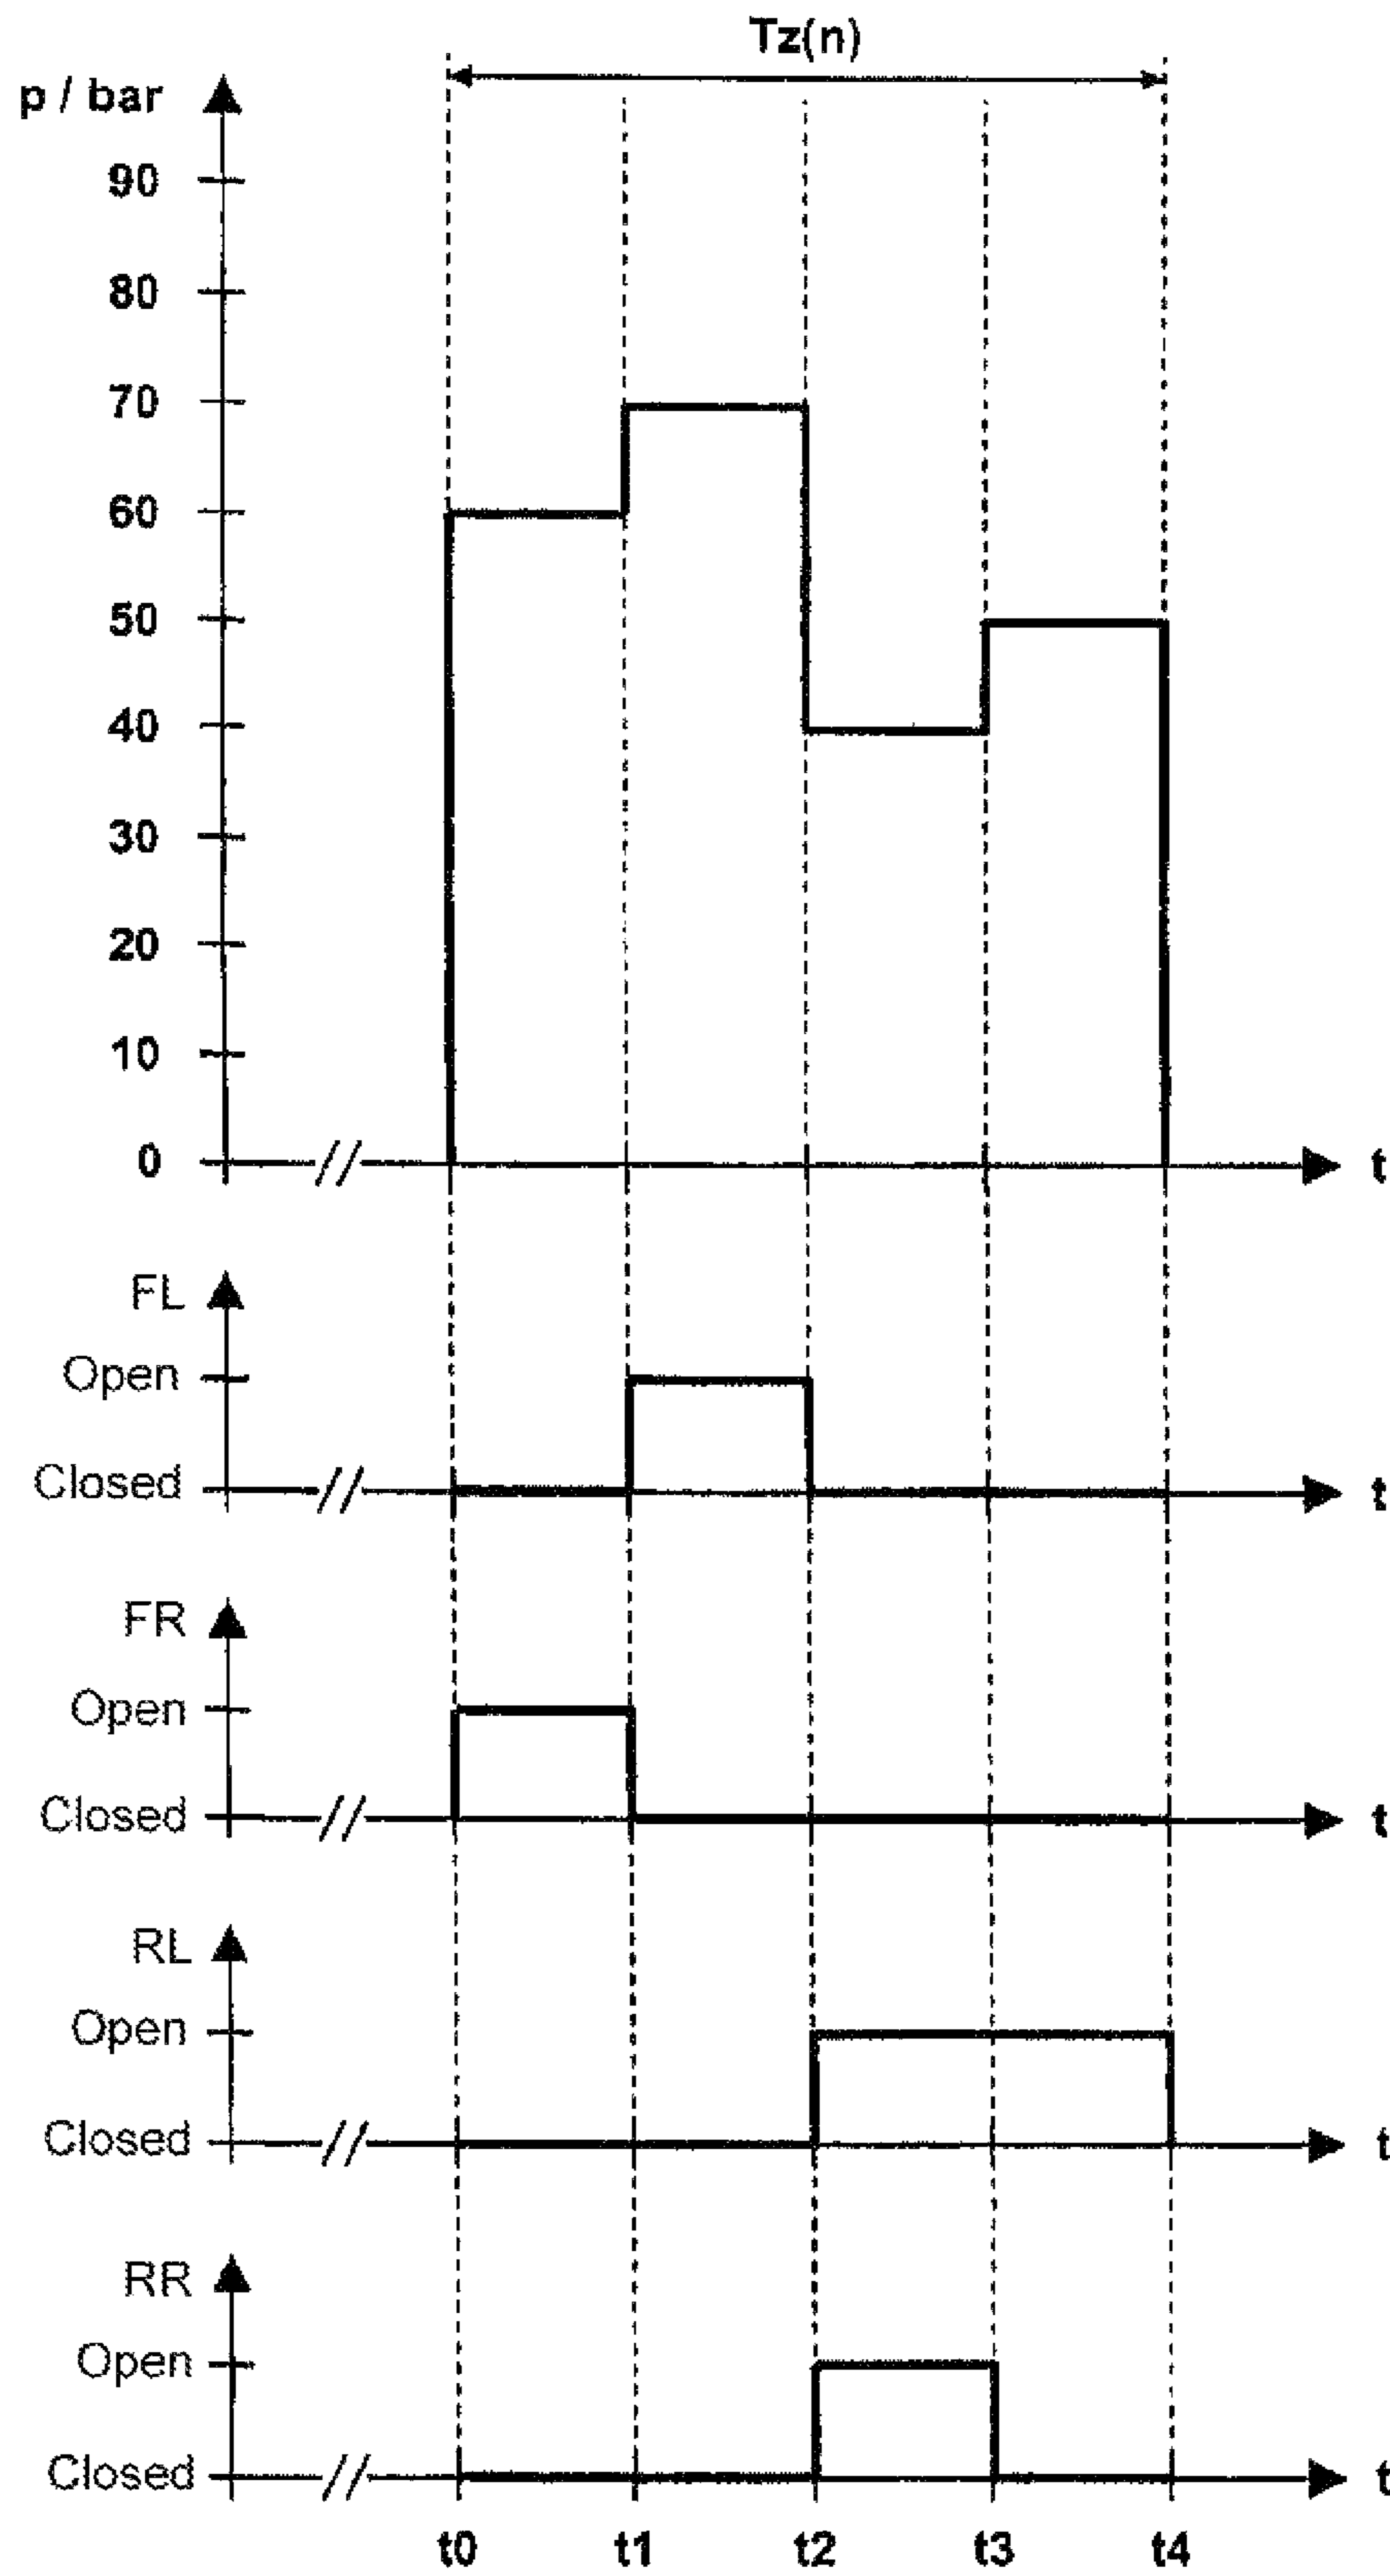 Tz(n)
p / bar
90
80
70
60
50
40
30
20
10
0
t
FL
Open
Closed
t
FR
Open
Closed
t
RL
Open
Closed
t
RR
Open
Closed
t
t0 t1 t2 t3 t4